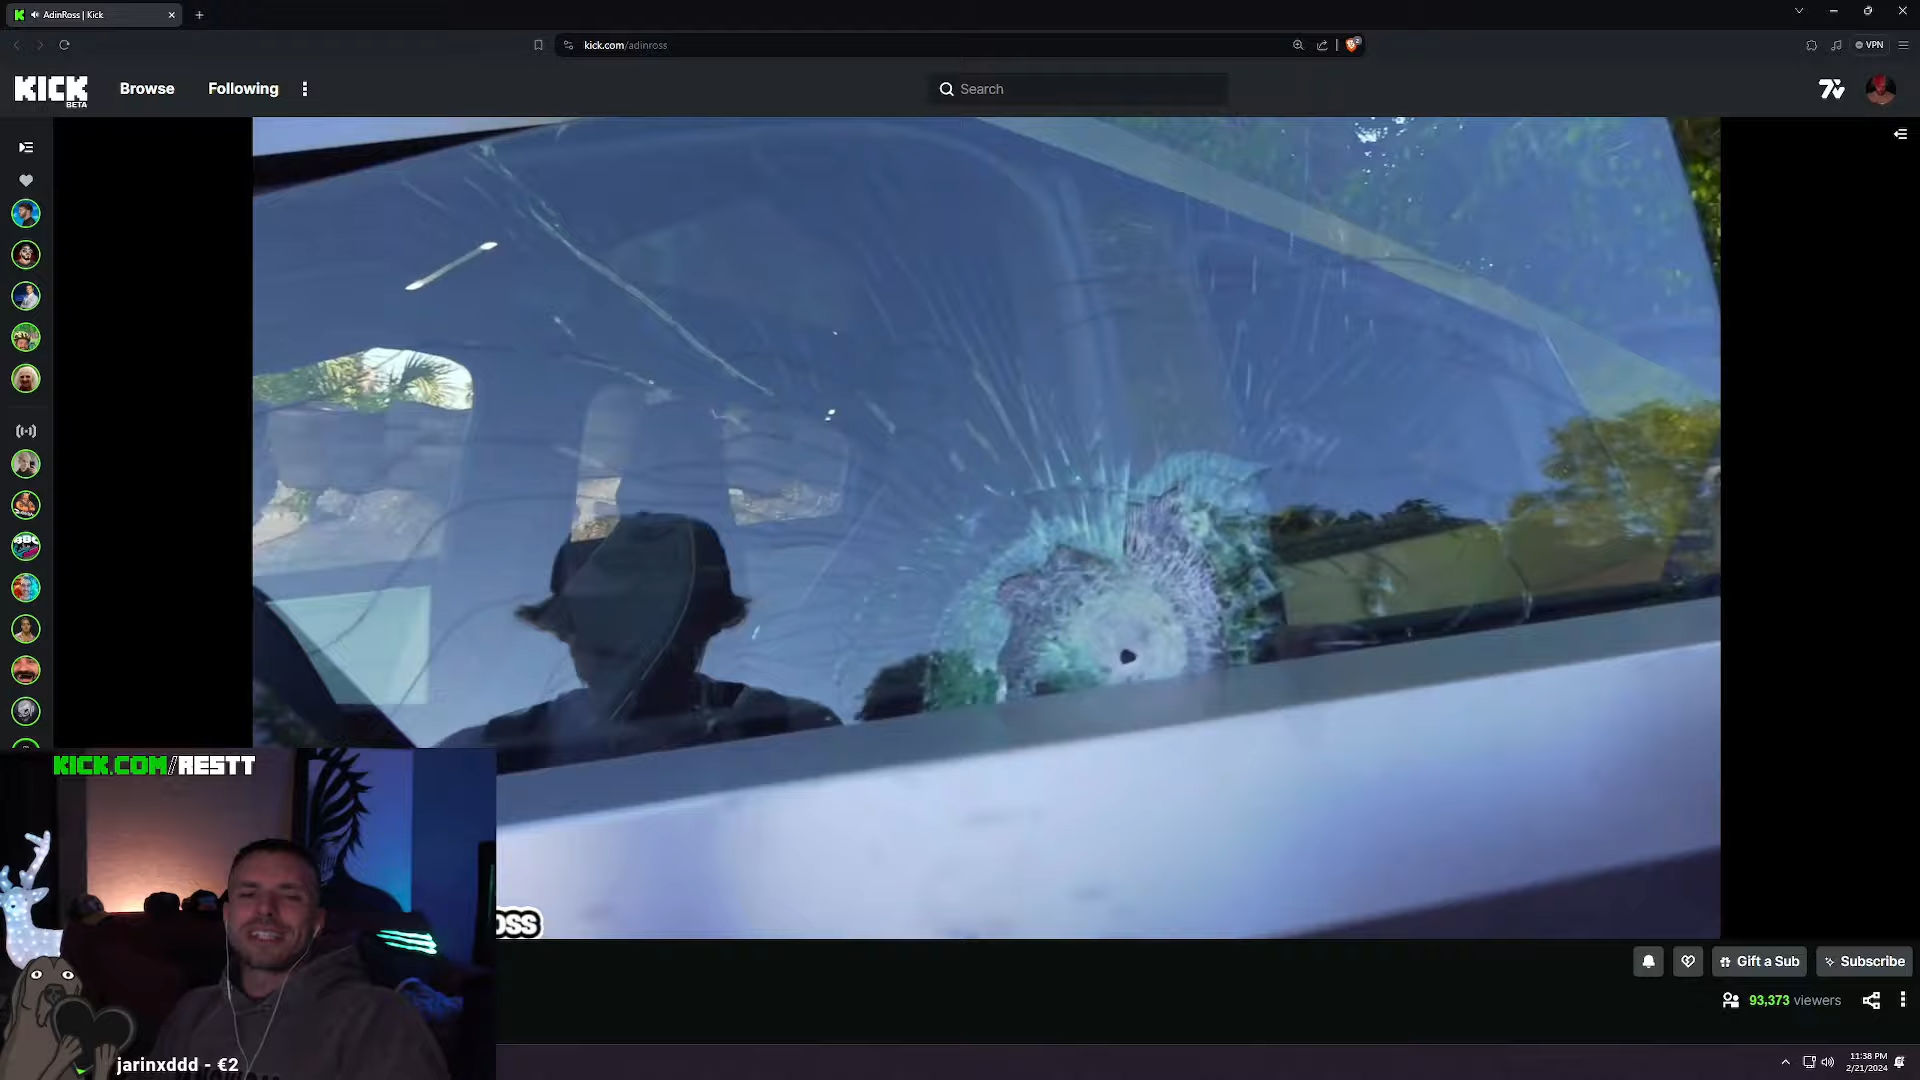 AdinRoss | Kick
kick.com/adinross
VPN
KICK
BETA
Browse
Following
Search
KICK.COM/RESTT
oss
jarinxddd - €2
Gift a Sub
Subscribe
93,373 viewers
11:38 PM
2/21/2024